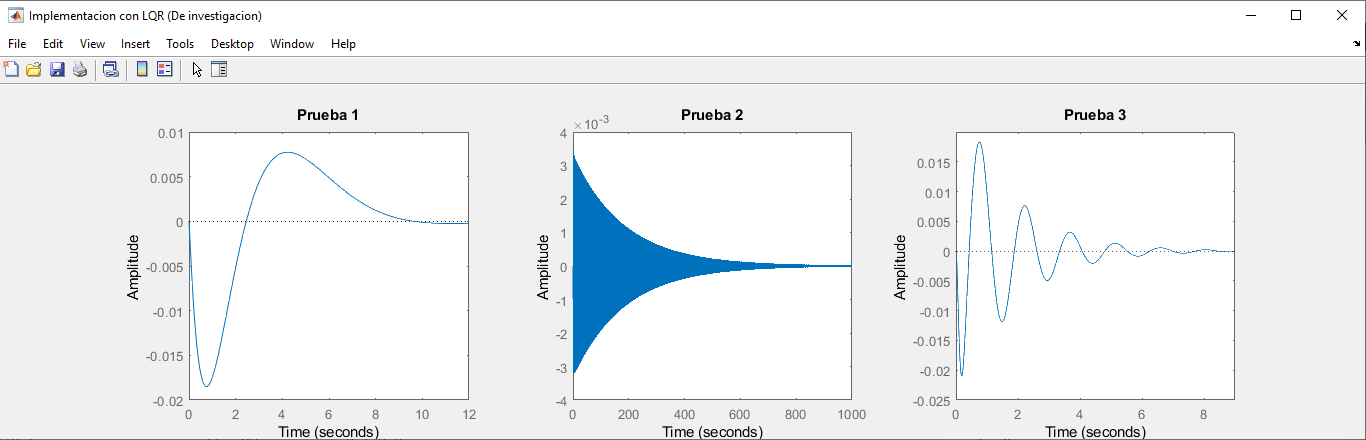 Implementacion con LQR (De investigacion)
File Edit View Insert Tools Desktop Window Help
Prueba 1
0.01
0.005
0
-0.005
-0.01
-0.015
-0.02
Amplitude
0 2 4 6 8 10 12
Time (seconds)
Prueba 2
×10-3
4
3
2
1
0
-1
-2
-3
-4
Amplitude
0 200 400 600 800 1000
Time (seconds)
Prueba 3
0.015
0.01
0.005
0
-0.005
-0.01
-0.015
-0.02
-0.025
Amplitude
0 2 4 6 8
Time (seconds)